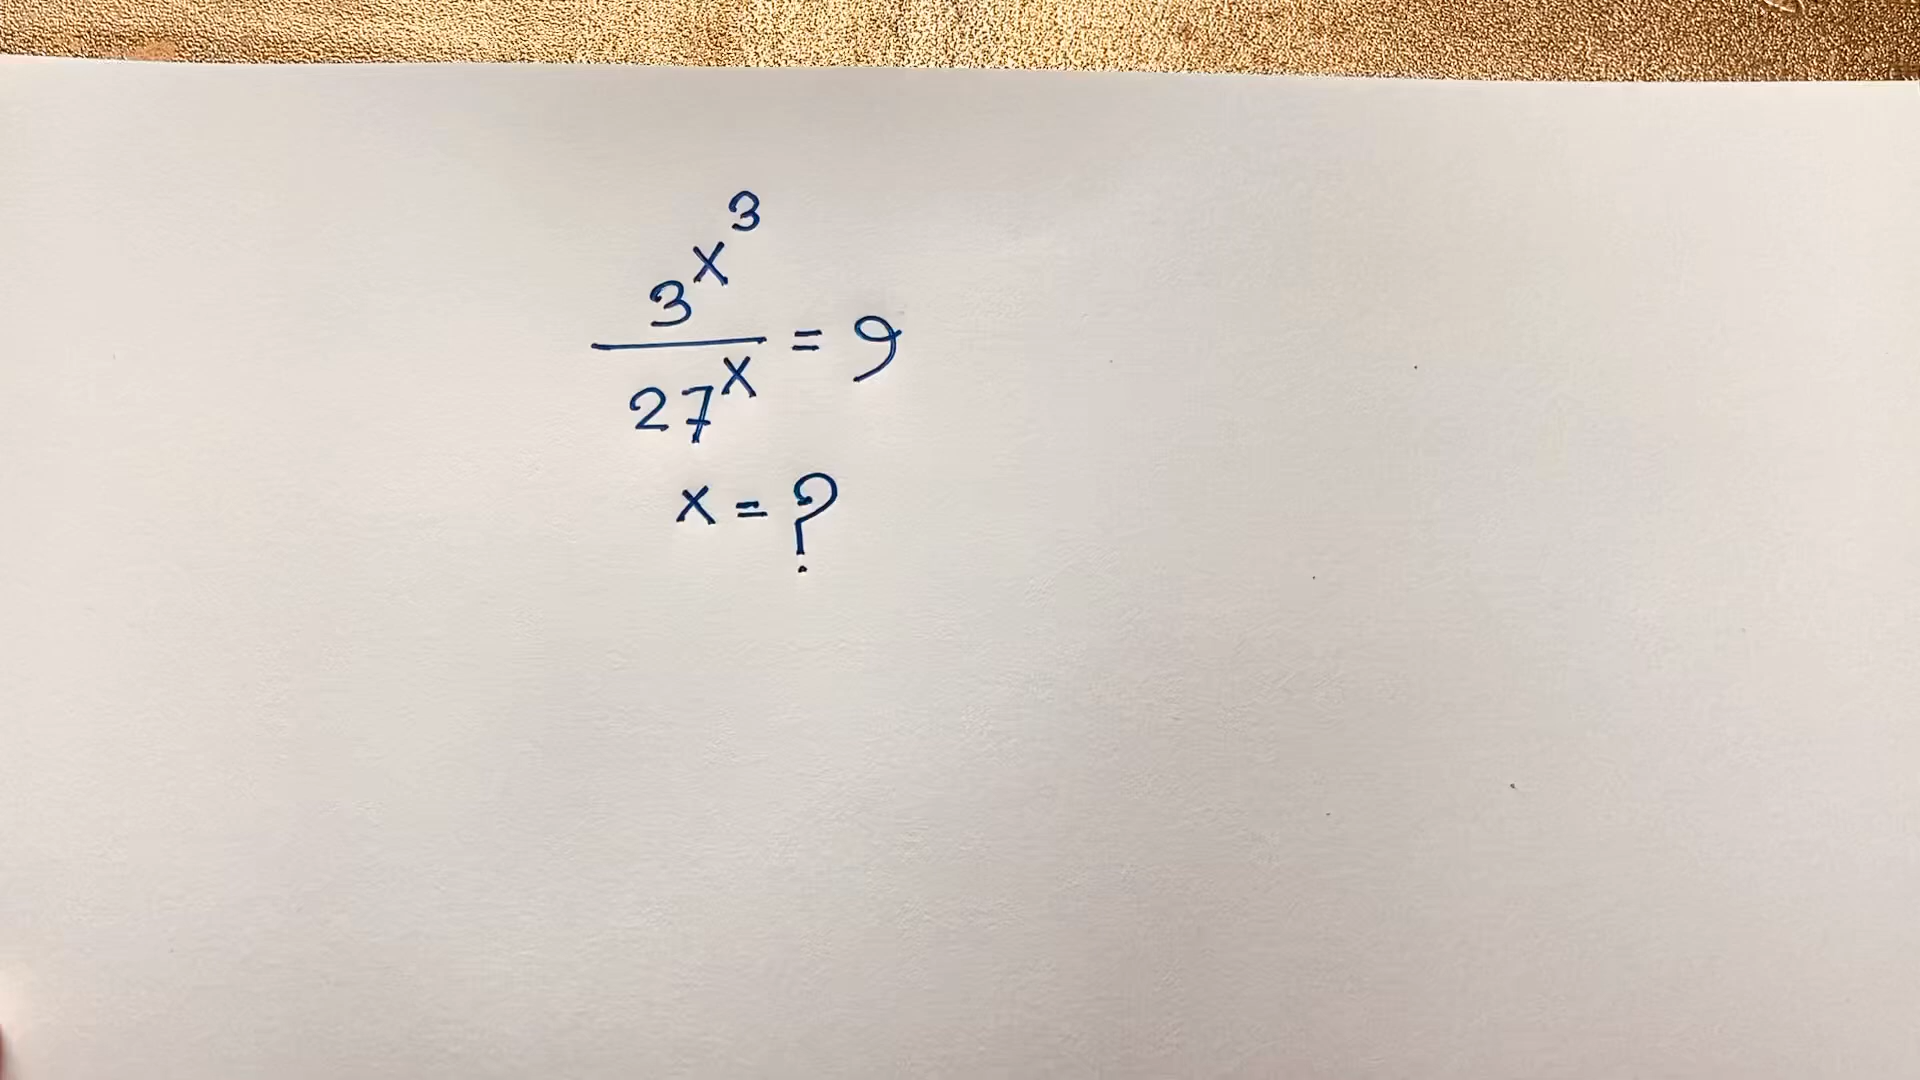 3^x^3 / 27^x = 9
x = ?